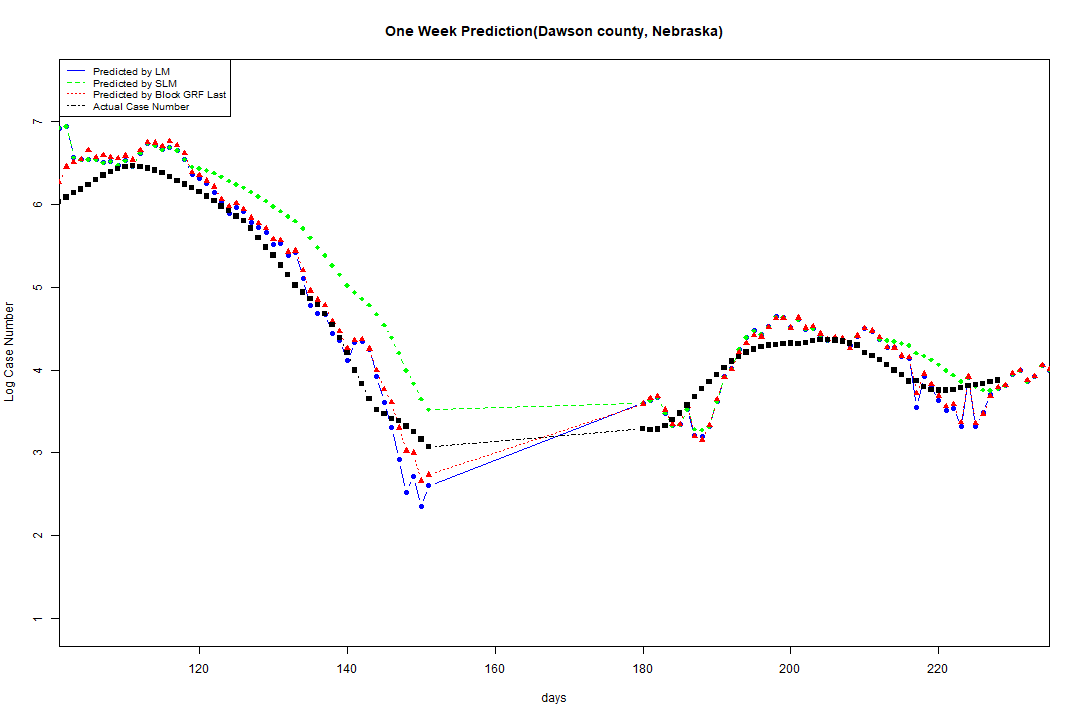 One Week Prediction(Dawson county, Nebraska)
Predicted by LM
Predicted by SLM
Predicted by Block GRF Last
Actual Case Number
Log Case Number
7
6
5
4
3
2
1
120 140 160 180 200 220
days